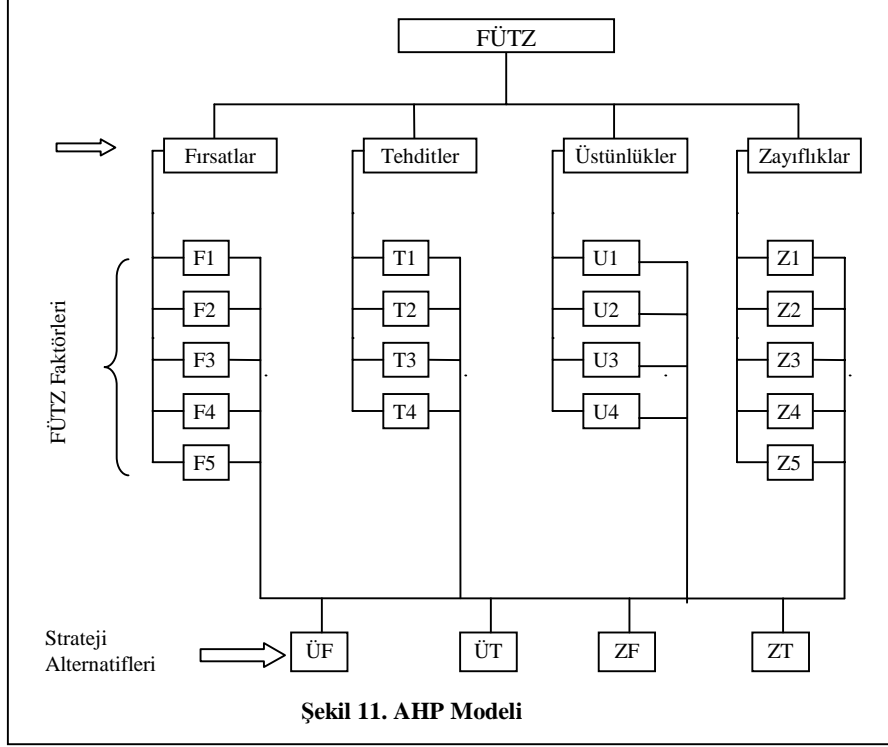 FÜTZ
Fırsatlar Tehditler Üstünlükler Zayıflıklar
F1 T1 U1 Z1
F2 T2 U2 Z2
F3 T3 U3 Z3
F4 T4 U4 Z4
F5 Z5
FÜTZ Faktörleri
Strateji
Alternatifleri
ÜF ÜT ZF ZT
Şekil 11. AHP Modeli